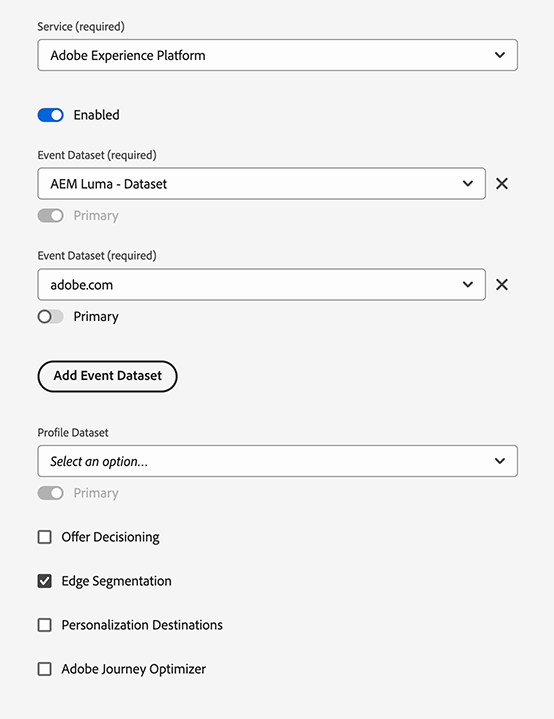 Service (required)
Adobe Experience Platform
Enabled
Event Dataset (required)
AEM Luma - Dataset
Primary
Event Dataset (required)
adobe.com
Primary
Add Event Dataset
Profile Dataset
Select an option...
Primary
Offer Decisioning
Edge Segmentation
Personalization Destinations
Adobe Journey Optimizer